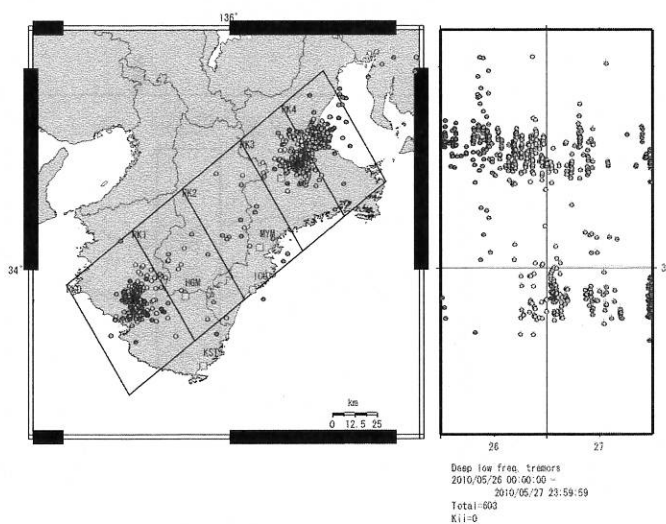 136°
KK4
KK3
KK2
KK1
MYM
HGM
34°
km
0 12.5 25
3
26 27
Deep low freq. tremors
2010/05/26 00:00:00 -
2010/05/27 23:59:59
Total=603
Kii=0